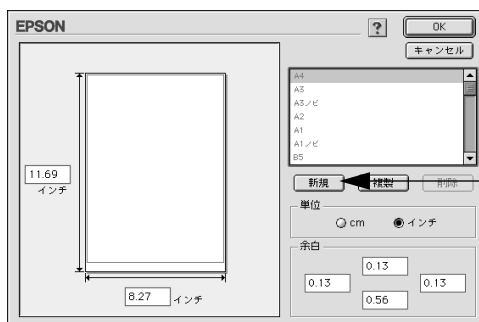 EPSON
?
OK
キャンセル
A4
A3
A3ノビ
A2
A1
A1ノビ
B5
11.69
インチ
8.27 インチ
新規 複製 削除
単位
cm インチ
余白
0.13
0.13 0.13
0.56